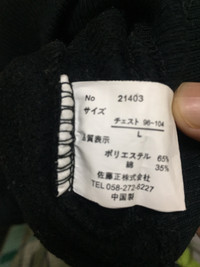 No 21403
サイズ
チェスト 96-104
L
品質表示
ポリエステル 65%
綿 35%
佐藤正株式会社
TEL 058-272-8227
中国製